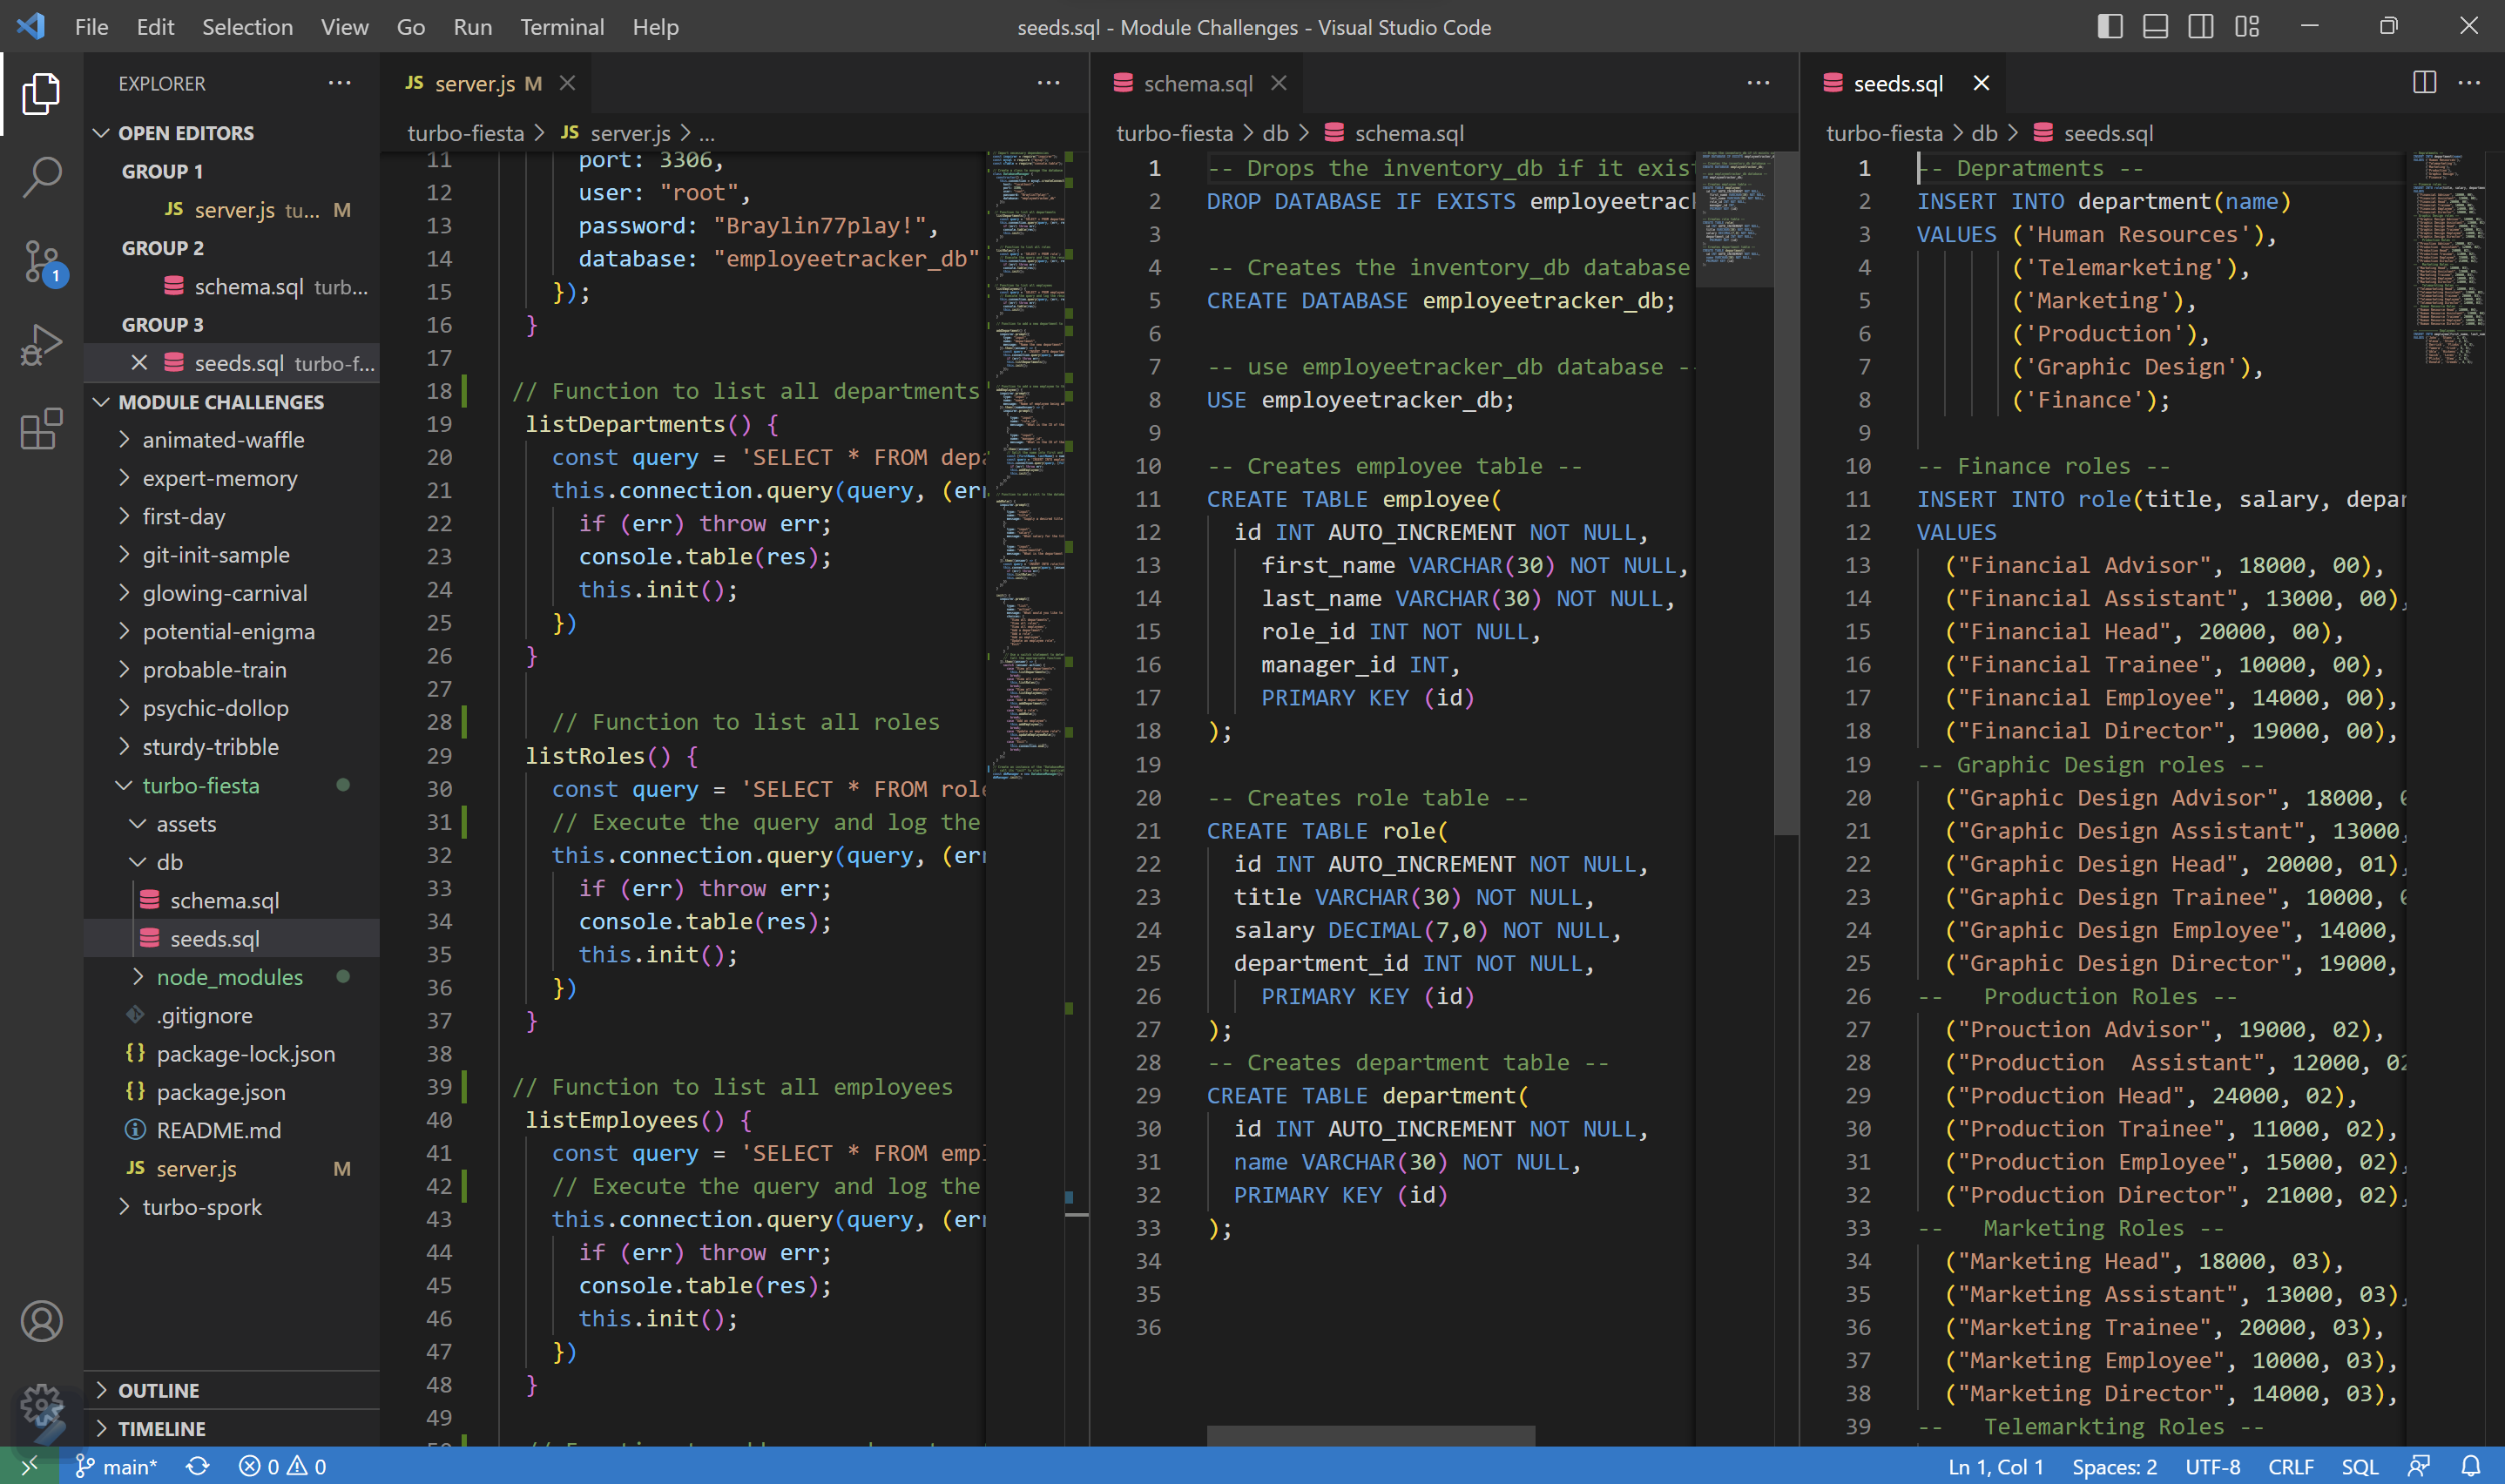 File Edit Selection View Go Run Terminal Help
seeds.sql - Module Challenges - Visual Studio Code
EXPLORER
OPEN EDITORS
GROUP 1
JS server.js tu... M
GROUP 2
schema.sql turb...
GROUP 3
seeds.sql turbo-f...
MODULE CHALLENGES
animated-waffle
expert-memory
first-day
git-init-sample
glowing-carnival
potential-enigma
probable-train
psychic-dollop
sturdy-tribble
turbo-fiesta
assets
db
schema.sql
seeds.sql
node_modules
.gitignore
{} package-lock.json
{} package.json
README.md
JS server.js M
turbo-spork
OUTLINE
TIMELINE
1
JS server.js M
turbo-fiesta > JS server.js > ...
11 port: 3306,
12 user: "root",
13 password: "Braylin77play!",
14 database: "employeetracker_db"
15 });
16 }
17
18 // Function to list all departments
19 listDepartments() {
20 const query = 'SELECT * FROM depa
21 this.connection.query(query, (err
22 if (err) throw err;
23 console.table(res);
24 this.init();
25 })
26 }
27
28 // Function to list all roles
29 listRoles() {
30 const query = 'SELECT * FROM role
31 // Execute the query and log the
32 this.connection.query(query, (err
33 if (err) throw err;
34 console.table(res);
35 this.init();
36 })
37 }
38
39 // Function to list all employees
40 listEmployees() {
41 const query = 'SELECT * FROM empl
42 // Execute the query and log the
43 this.connection.query(query, (err
44 if (err) throw err;
45 console.table(res);
46 this.init();
47 })
48 }
49
schema.sql
turbo-fiesta > db > schema.sql
1 -- Drops the inventory_db if it exist
2 DROP DATABASE IF EXISTS employeetrack
3
4 -- Creates the inventory_db database
5 CREATE DATABASE employeetracker_db;
6
7 -- use employeetracker_db database --
8 USE employeetracker_db;
9
10 -- Creates employee table --
11 CREATE TABLE employee(
12 id INT AUTO_INCREMENT NOT NULL,
13 first_name VARCHAR(30) NOT NULL,
14 last_name VARCHAR(30) NOT NULL,
15 role_id INT NOT NULL,
16 manager_id INT,
17 PRIMARY KEY (id)
18 );
19
20 -- Creates role table --
21 CREATE TABLE role(
22 id INT AUTO_INCREMENT NOT NULL,
23 title VARCHAR(30) NOT NULL,
24 salary DECIMAL(7,0) NOT NULL,
25 department_id INT NOT NULL,
26 PRIMARY KEY (id)
27 );
28 -- Creates department table --
29 CREATE TABLE department(
30 id INT AUTO_INCREMENT NOT NULL,
31 name VARCHAR(30) NOT NULL,
32 PRIMARY KEY (id)
33 );
34
35
36
seeds.sql
turbo-fiesta > db > seeds.sql
1 -- Depratments --
2 INSERT INTO department(name)
3 VALUES ('Human Resources'),
4 ('Telemarketing'),
5 ('Marketing'),
6 ('Production'),
7 ('Graphic Design'),
8 ('Finance');
9
10 -- Finance roles --
11 INSERT INTO role(title, salary, depar
12 VALUES
13 ("Financial Advisor", 18000, 00),
14 ("Financial Assistant", 13000, 00),
15 ("Financial Head", 20000, 00),
16 ("Financial Trainee", 10000, 00),
17 ("Financial Employee", 14000, 00),
18 ("Financial Director", 19000, 00),
19 -- Graphic Design roles --
20 ("Graphic Design Advisor", 18000, 0
21 ("Graphic Design Assistant", 13000,
22 ("Graphic Design Head", 20000, 01),
23 ("Graphic Design Trainee", 10000, 0
24 ("Graphic Design Employee", 14000,
25 ("Graphic Design Director", 19000,
26 -- Production Roles --
27 ("Prouction Advisor", 19000, 02),
28 ("Production  Assistant", 12000, 02
29 ("Production Head", 24000, 02),
30 ("Production Trainee", 11000, 02),
31 ("Production Employee", 15000, 02),
32 ("Production Director", 21000, 02),
33 -- Marketing Roles --
34 ("Marketing Head", 18000, 03),
35 ("Marketing Assistant", 13000, 03),
36 ("Marketing Trainee", 20000, 03),
37 ("Marketing Employee", 10000, 03),
38 ("Marketing Director", 14000, 03),
39 -- Telemarkting Roles --
main* 0 0
Ln 1, Col 1 Spaces: 2 UTF-8 CRLF SQL